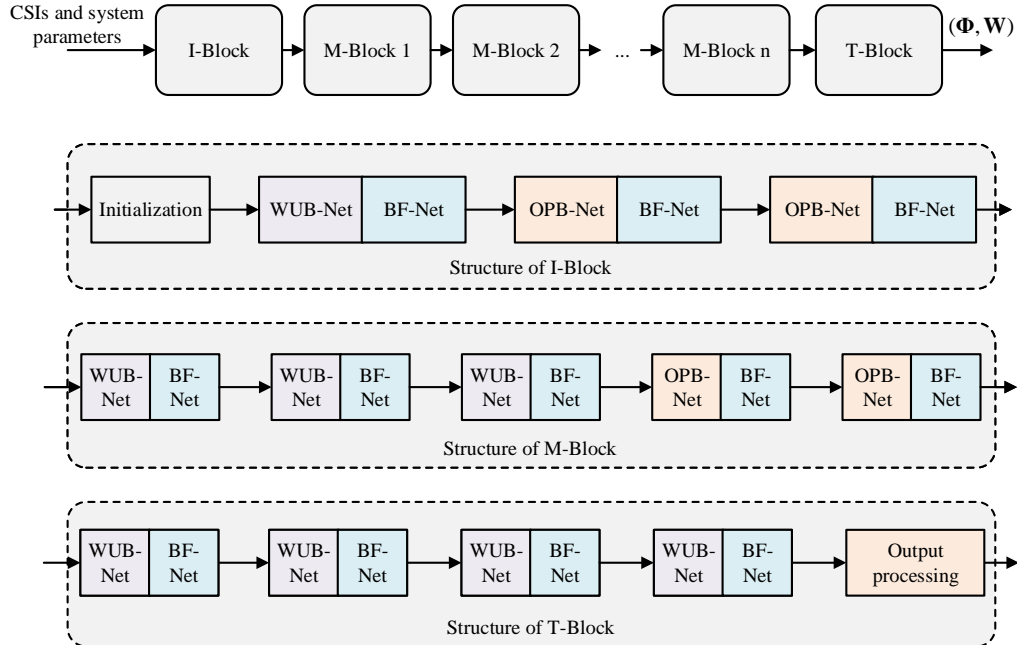 CSIs and system
parameters
I-Block
M-Block 1
M-Block 2
...
M-Block n
T-Block
(Φ, W)
Initialization
WUB-Net
BF-Net
OPB-Net
BF-Net
OPB-Net
BF-Net
Structure of I-Block
WUB-
Net
BF-
Net
WUB-
Net
BF-
Net
WUB-
Net
BF-
Net
OPB-
Net
BF-
Net
OPB-
Net
BF-
Net
Structure of M-Block
WUB-
Net
BF-
Net
WUB-
Net
BF-
Net
WUB-
Net
BF-
Net
WUB-
Net
BF-
Net
Output
processing
Structure of T-Block